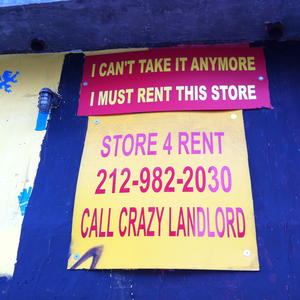 I CAN'T TAKE IT ANYMORE
I MUST RENT THIS STORE
STORE 4 RENT
212-982-2030
CALL CRAZY LANDLORD